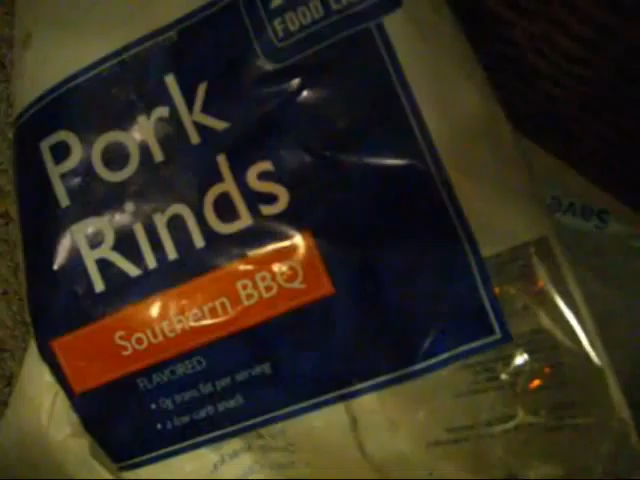 FOOD
Pork
Rinds
Southern BBQ
FLAVORED
• 0g trans fat per serving
• a low carb snack
Save